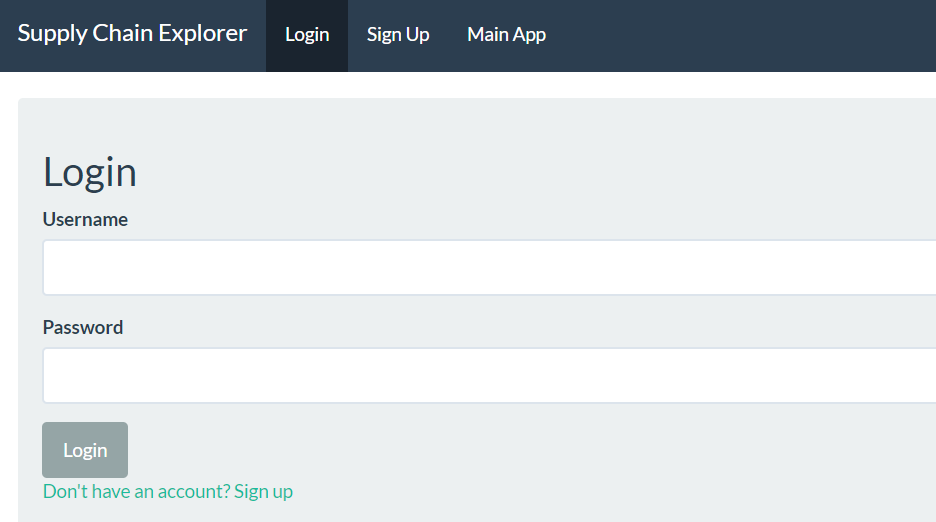 Supply Chain Explorer Login Sign Up Main App
Login
Username
Password
Login
Don't have an account? Sign up